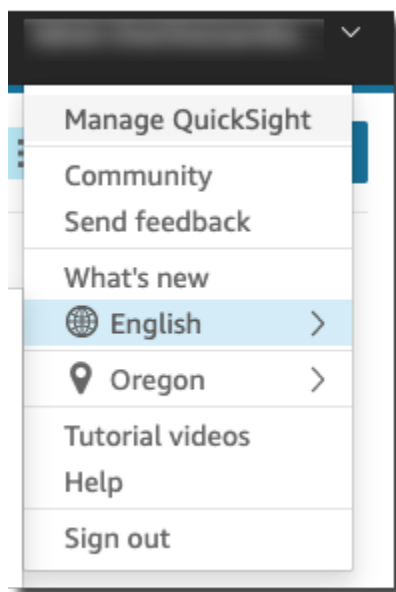 Manage QuickSight
Community
Send feedback
What's new
English
Oregon
Tutorial videos
Help
Sign out